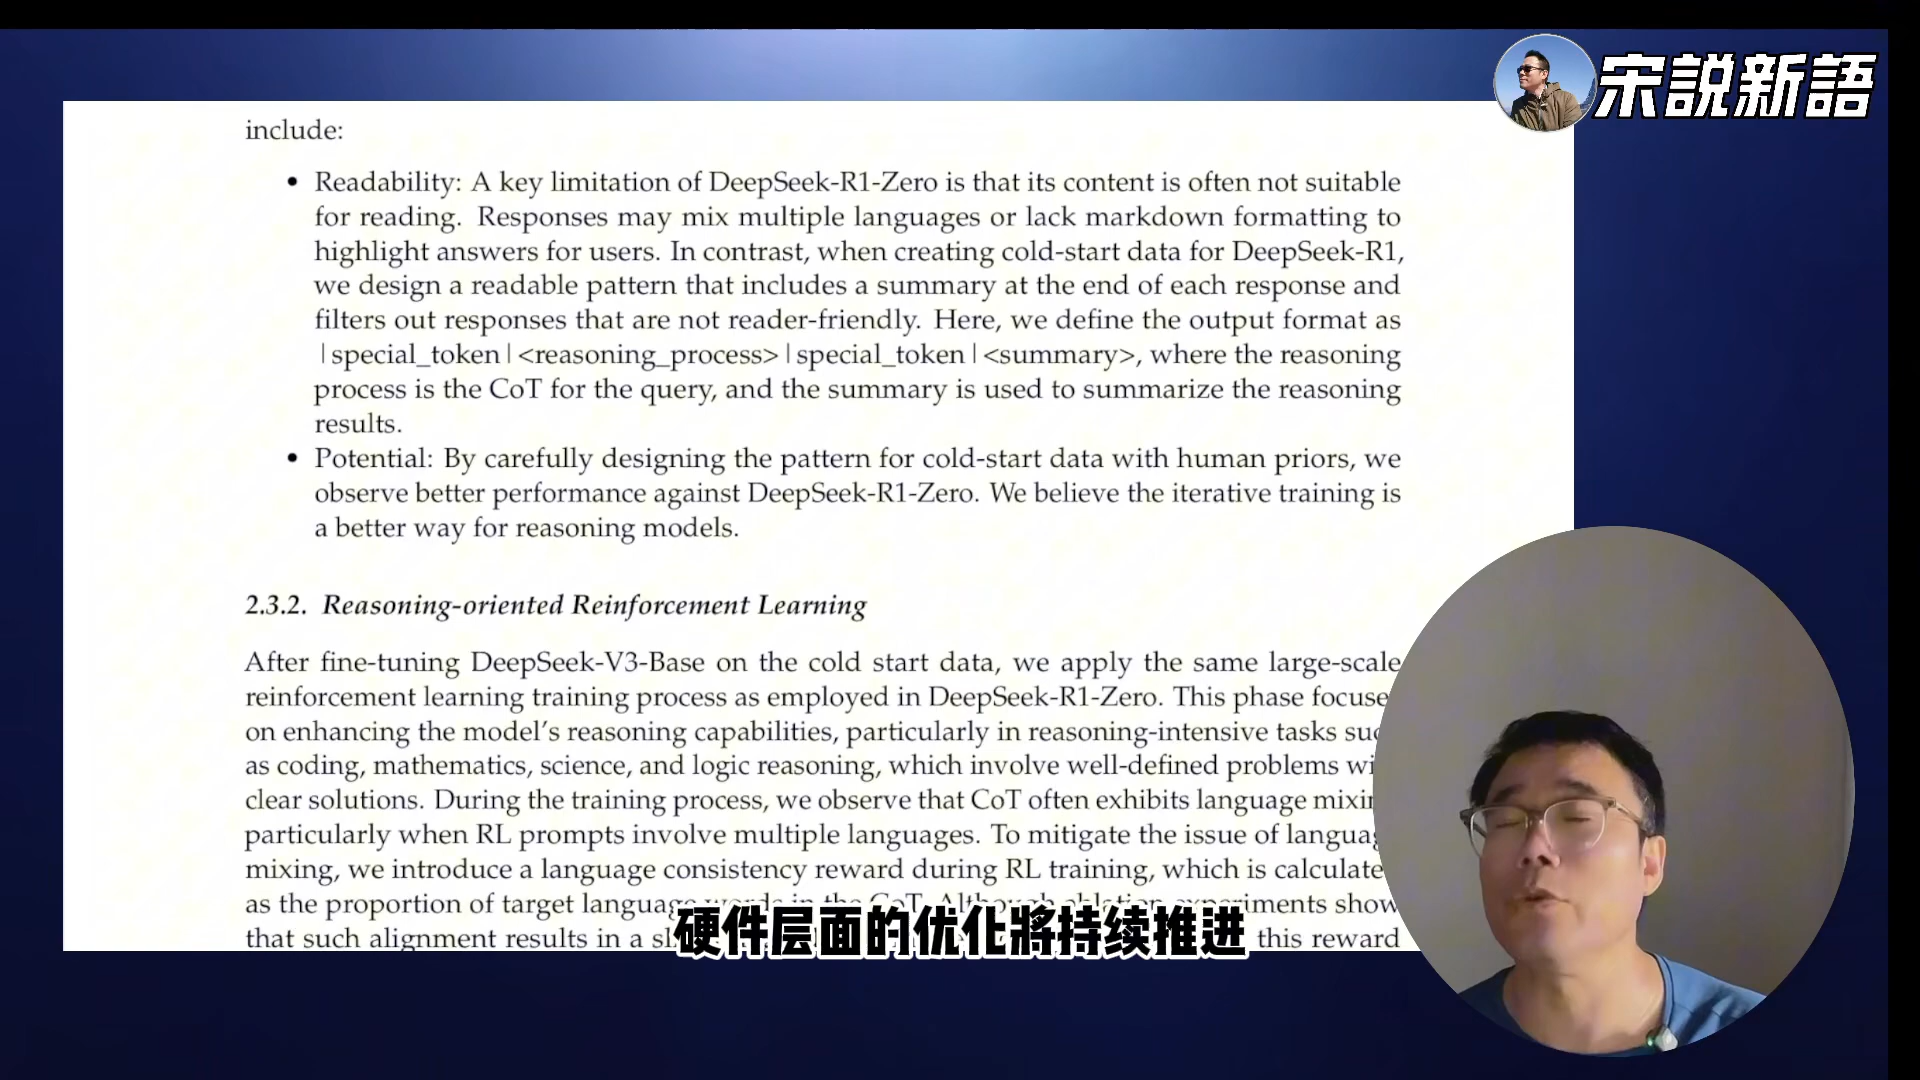 宋説新語
include:
• Readability: A key limitation of DeepSeek-R1-Zero is that its content is often not suitable
for reading. Responses may mix multiple languages or lack markdown formatting to
highlight answers for users. In contrast, when creating cold-start data for DeepSeek-R1,
we design a readable pattern that includes a summary at the end of each response and
filters out responses that are not reader-friendly. Here, we define the output format as
|special_token|<reasoning_process>|special_token|<summary>, where the reasoning
process is the CoT for the query, and the summary is used to summarize the reasoning
results.
• Potential: By carefully designing the pattern for cold-start data with human priors, we
observe better performance against DeepSeek-R1-Zero. We believe the iterative training is
a better way for reasoning models.
2.3.2. Reasoning-oriented Reinforcement Learning
After fine-tuning DeepSeek-V3-Base on the cold start data, we apply the same large-scale
reinforcement learning training process as employed in DeepSeek-R1-Zero. This phase focuse
on enhancing the model's reasoning capabilities, particularly in reasoning-intensive tasks suc
as coding, mathematics, science, and logic reasoning, which involve well-defined problems wi
clear solutions. During the training process, we observe that CoT often exhibits language mixin
particularly when RL prompts involve multiple languages. To mitigate the issue of languag
mixing, we introduce a language consistency reward during RL training, which is calculate
as the proportion of target language words in the CoT. Although ablation experiments show
that such alignment results in a sl this reward
硬件层面的优化將持续推进